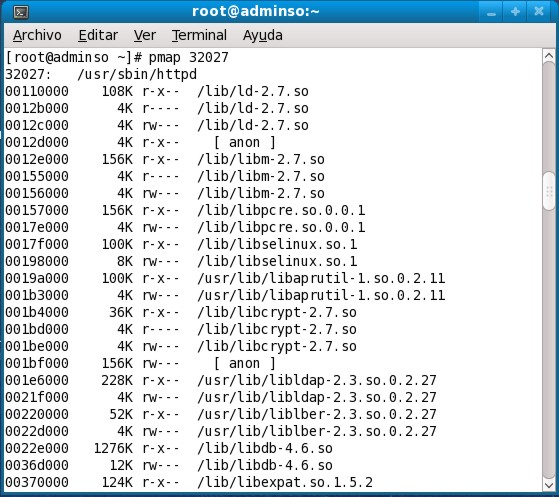 root@adminso:~
Archivo Editar Ver Terminal Ayuda
[root@adminso ~]# pmap 32027
32027:   /usr/sbin/httpd
00110000    108K r-x--  /lib/ld-2.7.so
0012b000      4K r----  /lib/ld-2.7.so
0012c000      4K rw---  /lib/ld-2.7.so
0012d000      4K r-x--    [ anon ]
0012e000    156K r-x--  /lib/libm-2.7.so
00155000      4K r----  /lib/libm-2.7.so
00156000      4K rw---  /lib/libm-2.7.so
00157000    156K r-x--  /lib/libpcre.so.0.0.1
0017e000      4K rw---  /lib/libpcre.so.0.0.1
0017f000    100K r-x--  /lib/libselinux.so.1
00198000      8K rw---  /lib/libselinux.so.1
0019a000    100K r-x--  /usr/lib/libaprutil-1.so.0.2.11
001b3000      4K rw---  /usr/lib/libaprutil-1.so.0.2.11
001b4000     36K r-x--  /lib/libcrypt-2.7.so
001bd000      4K r----  /lib/libcrypt-2.7.so
001be000      4K rw---  /lib/libcrypt-2.7.so
001bf000    156K rw---    [ anon ]
001e6000    228K r-x--  /usr/lib/libldap-2.3.so.0.2.27
0021f000      4K rw---  /usr/lib/libldap-2.3.so.0.2.27
00220000     52K r-x--  /usr/lib/liblber-2.3.so.0.2.27
0022d000      4K rw---  /usr/lib/liblber-2.3.so.0.2.27
0022e000   1276K r-x--  /lib/libdb-4.6.so
0036d000     12K rw---  /lib/libdb-4.6.so
00370000    124K r-x--  /lib/libexpat.so.1.5.2